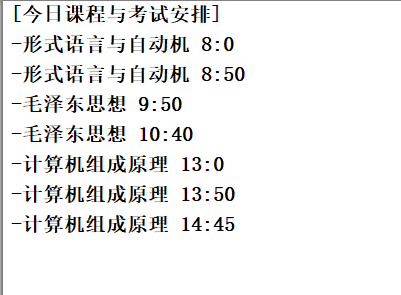 [今日课程与考试安排]
-形式语言与自动机 8:0
-形式语言与自动机 8:50
-毛泽东思想 9:50
-毛泽东思想 10:40
-计算机组成原理 13:0
-计算机组成原理 13:50
-计算机组成原理 14:45